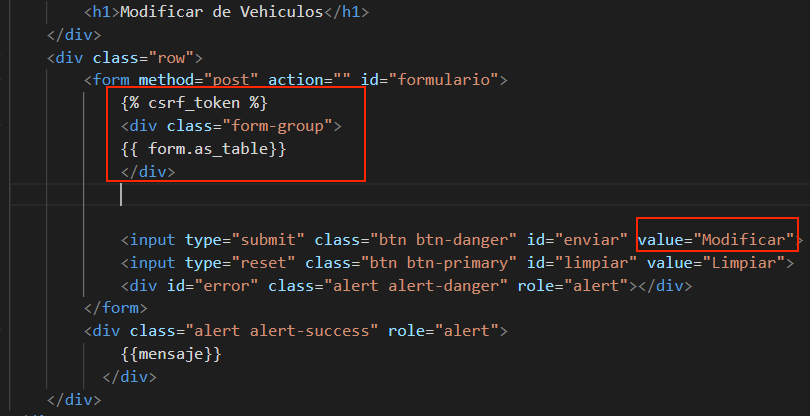 <h1>Modificar de Vehiculos</h1>
</div>
<div class="row">
<form method="post" action="" id="formulario">
{% csrf_token %}
<div class="form-group">
{{ form.as_table}}
</div>
<input type="submit" class="btn btn-danger" id="enviar" value="Modificar">
<input type="reset" class="btn btn-primary" id="limpiar" value="Limpiar">
<div id="error" class="alert alert-danger" role="alert"></div>
</form>
<div class="alert alert-success" role="alert">
{{mensaje}}
</div>
</div>